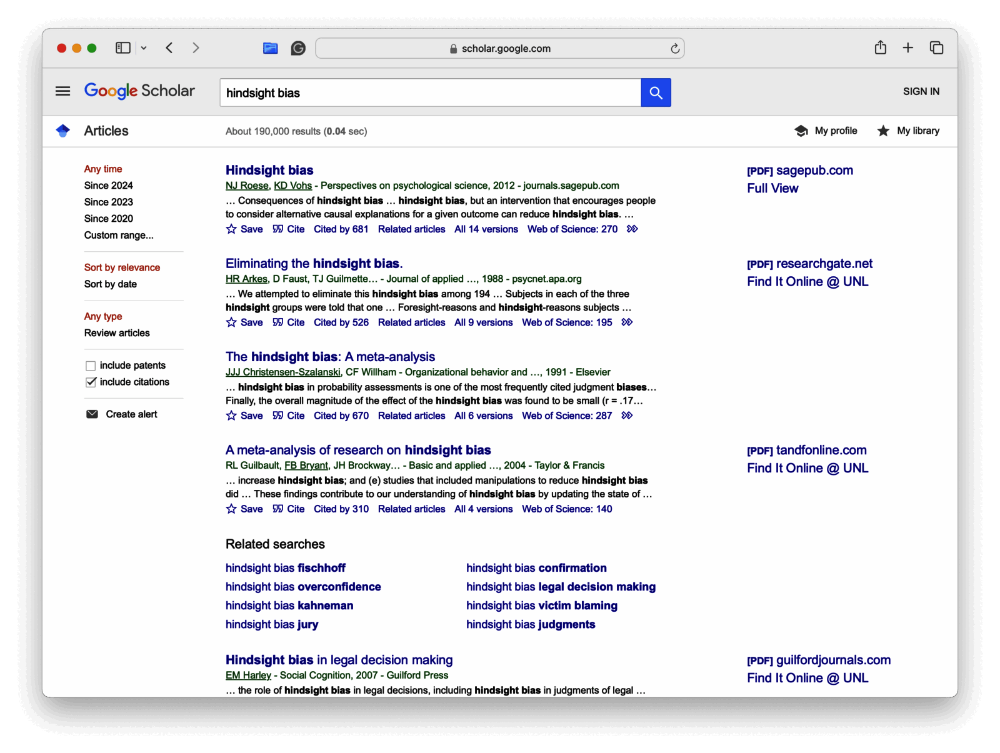 scholar.google.com
Google Scholar
hindsight bias
SIGN IN
Articles
About 190,000 results (0.04 sec)
My profile
My library
Any time
Since 2024
Since 2023
Since 2020
Custom range...
Sort by relevance
Sort by date
Any type
Review articles
include patents
include citations
Create alert
Hindsight bias
NJ Roese, KD Vohs - Perspectives on psychological science, 2012 - journals.sagepub.com
… Consequences of hindsight bias … hindsight bias, but an intervention that encourages people
to consider alternative causal explanations for a given outcome can reduce hindsight bias. …
Save Cite Cited by 681 Related articles All 14 versions Web of Science: 270
[PDF] sagepub.com
Full View
Eliminating the hindsight bias.
HR Arkes, D Faust, TJ Guilmette… - Journal of applied …, 1988 - psycnet.apa.org
… We attempted to eliminate this hindsight bias among 194 … Subjects in each of the three
hindsight groups were told that one … Foresight-reasons and hindsight-reasons subjects …
Save Cite Cited by 526 Related articles All 9 versions Web of Science: 195
[PDF] researchgate.net
Find It Online @ UNL
The hindsight bias: A meta-analysis
JJJ Christensen-Szalanski, CF Willham - Organizational behavior and …, 1991 - Elsevier
… hindsight bias in probability assessments is one of the most frequently cited judgment biases…
Finally, the overall magnitude of the effect of the hindsight bias was found to be small (r = .17…
Save Cite Cited by 670 Related articles All 6 versions Web of Science: 287
A meta-analysis of research on hindsight bias
RL Guilbault, FB Bryant, JH Brockway… - Basic and applied …, 2004 - Taylor & Francis
… increase hindsight bias; and (e) studies that included manipulations to reduce hindsight bias
did … These findings contribute to our understanding of hindsight bias by updating the state of …
Save Cite Cited by 310 Related articles All 4 versions Web of Science: 140
[PDF] tandfonline.com
Find It Online @ UNL
Related searches
hindsight bias fischhoff
hindsight bias confirmation
hindsight bias overconfidence
hindsight bias legal decision making
hindsight bias kahneman
hindsight bias victim blaming
hindsight bias jury
hindsight bias judgments
Hindsight bias in legal decision making
EM Harley - Social Cognition, 2007 - Guilford Press
… the role of hindsight bias in legal decisions, including hindsight bias in judgments of legal …
[PDF] guilfordjournals.com
Find It Online @ UNL